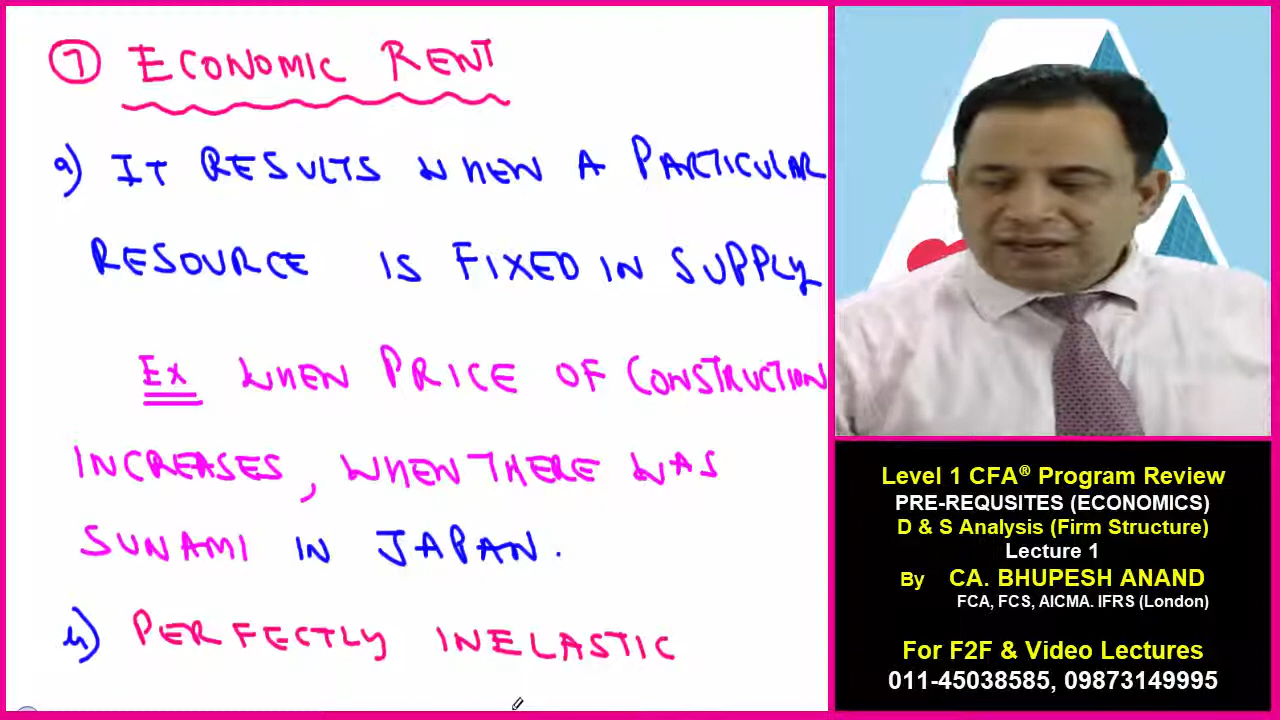 7 ECONOMIC RENT
a) IT RESULTS WHEN A PARTICULAR
RESOURCE IS FIXED IN SUPPLY
Ex WHEN PRICE OF CONSTRUCTION
INCREASES, WHEN THERE WAS
SUNAMI IN JAPAN.
b) PERFECTLY INELASTIC
Level 1 CFA® Program Review
PRE-REQUSITES (ECONOMICS)
D & S Analysis (Firm Structure)
Lecture 1
By CA. BHUPESH ANAND
FCA, FCS, AICMA. IFRS (London)
For F2F & Video Lectures
011-45038585, 09873149995